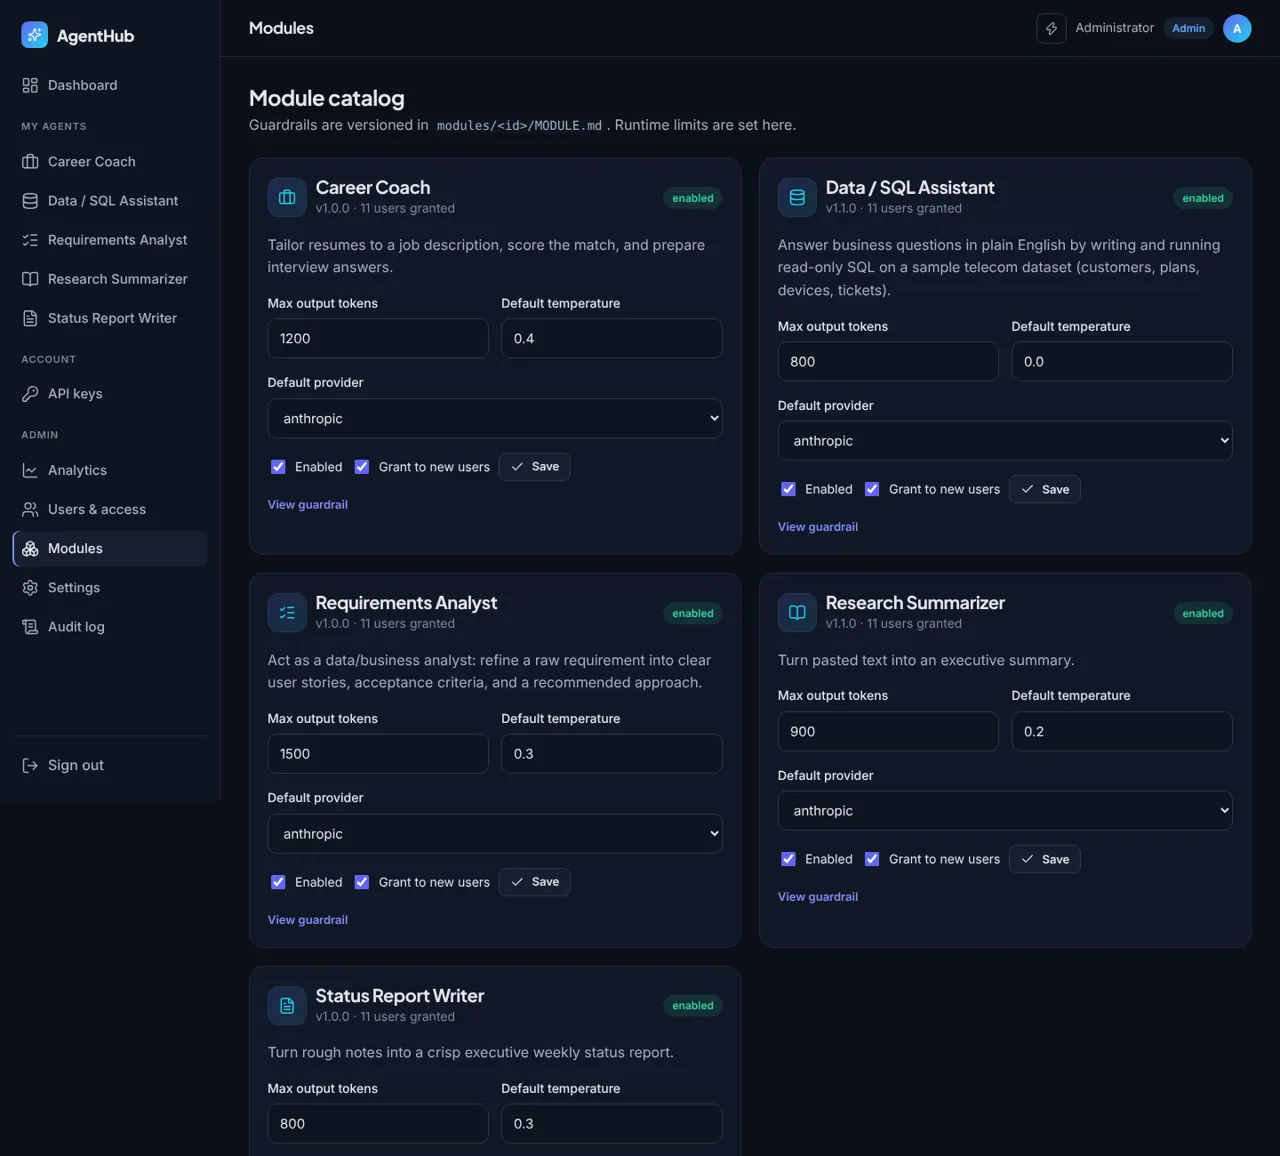 AgentHub
Dashboard
MY AGENTS
Career Coach
Data / SQL Assistant
Requirements Analyst
Research Summarizer
Status Report Writer
ACCOUNT
API keys
ADMIN
Analytics
Users & access
Modules
Settings
Audit log
Sign out
Modules
Administrator
Admin
A
Module catalog
Guardrails are versioned in modules/<id>/MODULE.md . Runtime limits are set here.
Career Coach
v1.0.0 · 11 users granted
enabled
Tailor resumes to a job description, score the match, and prepare
interview answers.
Max output tokens
Default temperature
1200
0.4
Default provider
anthropic
Enabled
Grant to new users
Save
View guardrail
Data / SQL Assistant
v1.1.0 · 11 users granted
enabled
Answer business questions in plain English by writing and running
read-only SQL on a sample telecom dataset (customers, plans,
devices, tickets).
Max output tokens
Default temperature
800
0.0
Default provider
anthropic
Enabled
Grant to new users
Save
View guardrail
Requirements Analyst
v1.0.0 · 11 users granted
enabled
Act as a data/business analyst: refine a raw requirement into clear
user stories, acceptance criteria, and a recommended approach.
Max output tokens
Default temperature
1500
0.3
Default provider
anthropic
Enabled
Grant to new users
Save
View guardrail
Research Summarizer
v1.1.0 · 11 users granted
enabled
Turn pasted text into an executive summary.
Max output tokens
Default temperature
900
0.2
Default provider
anthropic
Enabled
Grant to new users
Save
View guardrail
Status Report Writer
v1.0.0 · 11 users granted
enabled
Turn rough notes into a crisp executive weekly status report.
Max output tokens
Default temperature
800
0.3